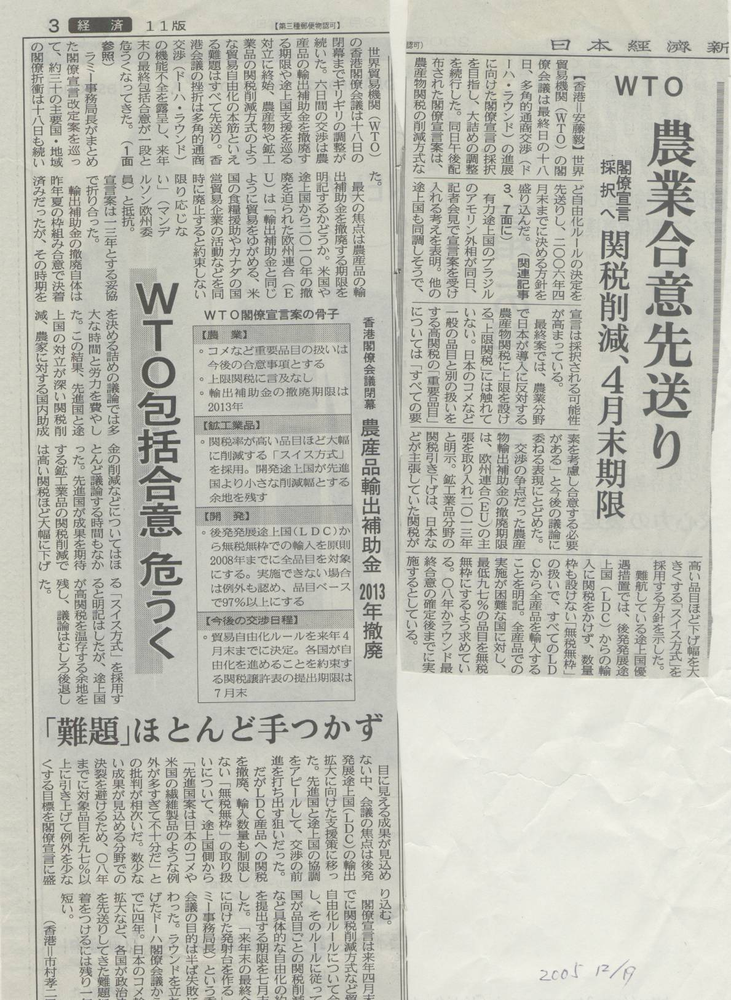 日本経済新
認可)
WTO
農業合意先送り
閣僚宣言
採択へ
関税削減、4月末期限
【香港=安藤毅】世界
貿易機関(WTO)の閣
僚会議は最終日の十八
日、多角的通商交渉(ド
ーハ・ラウンド)の進展
に向けた閣僚宣言の採択
を目指し、大詰めの調整
を続行した。同日午後配
布された閣僚宣言案は、
農産物関税の削減方式な
ど自由化ルールの決定を
先送りし、二〇〇六年四
月末までに決める方針を
盛り込んだ。(関連記事
3、7面に)
有力途上国のブラジル
のアモリン外相が同日、
記者会見で宣言案を受け
入れる考えを表明。他の
途上国も同調しそうで、
宣言は採択される可能性
が高まっている。
最終案では、農業分野
で日本が導入に反対する
農産物関税に上限を設け
る「上限関税」には触れて
いない。日本のコメなど
一般の品目と別の扱いを
する高関税の「重要品目」
については「すべての要
素を考慮し合意する必要
がある」と今後の議論に
委ねる表現にとどめた。
交渉の争点だった農産
物輸出補助金の撤廃期限
は、欧州連合(EU)の主
張を取り入れ二〇一三年
と明示。鉱工業品分野の
関税引き下げは、日本な
どが主張していた関税が
高い品目ほど下げ幅を大
きくする「スイス方式」を
採用する方針を示した。
難航している途上国優
遇措置では、後発発展途
上国(LDC)からの輸
入に関税をかけず、数量
枠も設けない「無税無枠」
の扱いで、すべてのLD
Cから全産品を輸入する
ことを明記。全産品での
実施が困難な国に対し、
最低九七%の品目を無税
無枠にするよう求めてい
る。〇八年かラウンド最
終合意の確定後までに実
施するとしている。
3 経済 11版
【第三種郵便物認可】
世界貿易機関(WTO)
の香港閣僚会議は十八日の
閉幕までギリギリの調整が
続いた。六日間の交渉は農
産品の輸出補助金を撤廃す
る期限や途上国支援を巡る
対立に終始、農産物や鉱工
業品の関税削減方式のよう
な貿易自由化の本筋といえ
る難題はすべて先送り。香
港会議の挫折は多角的通商
交渉(ドーハ・ラウンド)
の機能不全を露呈し、来年
末の最終包括合意が一段と
危うくなってきた。(1面
参照)
ラミー事務局長がまとめ
た閣僚宣言改定案を巡っ
て、約三十の主要国・地域
の閣僚折衝は十八日も続い
た。
最大の焦点は農産品の輸
出補助金を撤廃する期限を
明記するかどうか。米国や
途上国から二〇一〇年の撤
廃を迫られた欧州連合(E
U)は「輸出補助金と同じ
ように貿易をゆがめる、米
国の食糧援助やカナダの国
営貿易企業の活動などを同
時に廃止すると約束しない
限り応じな
い」(マンデ
ルソン欧州委
員)と抵抗。
宣言案は一三年とする妥協
で折り合った。
輸出補助金の撤廃自体は
昨年夏の枠組み合意で決着
済みだったが、その時期を
を決める詰めの議論では多
大な時間と労力を費やし
た。この結果、先進国と途
上国の対立が深い関税削
減、農家に対する国内助成
金の削減などについてはほ
とんど議論する時間もなか
った。先進国が成果を期待
する鉱工業品の関税削減で
は高い関税ほど大幅に下げ
る「スイス方式」を採用す
ると明記はしたが、途上国
が高関税を温存する余地を
残し、議論はむしろ後退し
た。
香港閣僚会議閉幕
農産品輸出補助金 2013年撤廃
WTO包括合意 危うく
WTO閣僚宣言案の骨子
【農業】
◦コメなど重要品目の扱いは
今後の合意事項とする
◦上限関税に言及なし
◦輸出補助金の撤廃期限は
2013年
【鉱工業品】
◦関税率が高い品目ほど大幅
に削減する「スイス方式」
を採用。開発途上国が先進
国より小さな削減幅とする
余地を残す
【開発】
◦後発発展途上国(LDC)か
ら無税無枠での輸入を原則
2008年までに全品目を対象
にする。実施できない場合
は例外も認め、品目ベース
で97%以上にする
【今後の交渉日程】
◦貿易自由化ルールを来年4
月末までに決定。各国が自
由化を進めることを約束す
る関税譲許表の提出期限は
7月末
「難題」ほとんど手つかず
目に見える成果が見込め
ない中、会議の焦点は後発
発展途上国(LDC)の輸出
拡大に向けた支援策に移っ
た。先進国と途上国の協調
をアピールして、交渉の前
進を打ち出す狙いだった。
だがLDC産品への関税
を撤廃、輸入数量も制限し
ない「無税無枠」の取り扱
いについて、途上国側から
「先進国案は日本のコメや
米国の繊維製品のような例
外が多すぎて不十分だ」と
の批判が相次いだ。数少な
い成果が見込める分野での
決裂を避けるため、〇八年
までに対象品目を九七%以
上に引き上げて例外を少な
くする目標を閣僚宣言に盛
り込む。
閣僚宣言は来年四月末
でに関税削減方式など貿
自由化ルールについて合
し、そのルールに従って
国が品目ごとの関税削減
など具体的な自由化の約
を提出する期限を七月末
した。「来年末の最終合
に向けた発射台を作る」
ミー事務局長)という香
会議の目的は半ば失敗に
わった。ラウンドを立ち
げたドーハ閣僚会議から
でに四年。日本のコメ輸
拡大など、各国が政治決
を先送りしてきた難題に
着をつけるには残り一年
短い。
(香港=市村孝二
2005 12/19